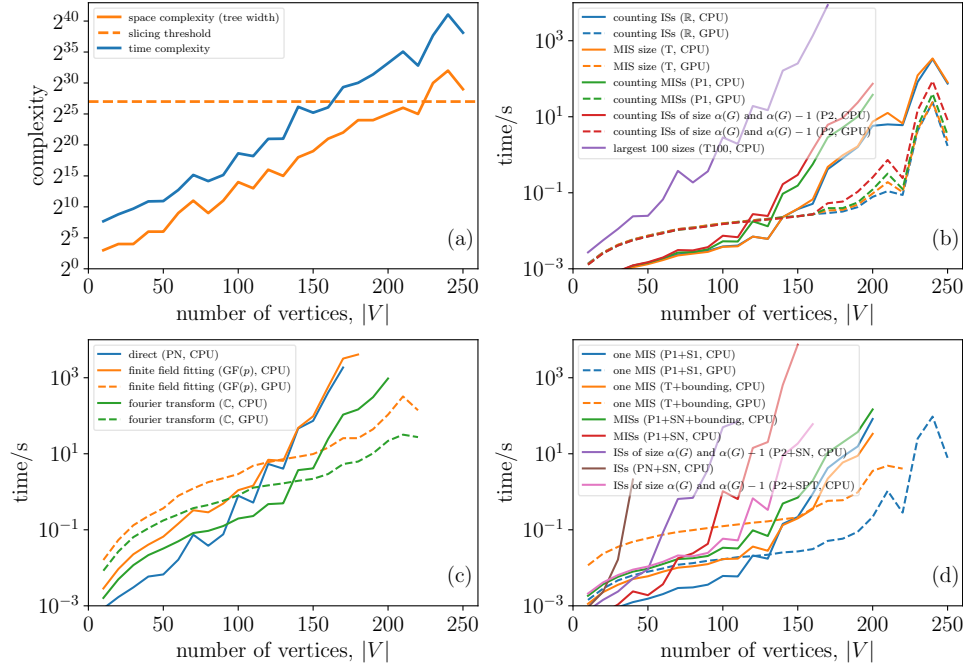 2^40
2^35
2^30
2^25
2^20
2^15
2^10
2^5
2^0
complexity
space complexity (tree width)
slicing threshold
time complexity
(a)
0 50 100 150 200 250
number of vertices, |V|
10^3
10^1
10^−1
10^−3
time/s
counting ISs (ℝ, CPU)
counting ISs (ℝ, GPU)
MIS size (T, CPU)
MIS size (T, GPU)
counting MISs (P1, CPU)
counting MISs (P1, GPU)
counting ISs of size α(G) and α(G) − 1 (P2, CPU)
counting ISs of size α(G) and α(G) − 1 (P2, GPU)
largest 100 sizes (T100, CPU)
(b)
0 50 100 150 200 250
number of vertices, |V|
10^3
10^1
10^−1
10^−3
time/s
direct (PN, CPU)
finite field fitting (GF(p), CPU)
finite field fitting (GF(p), GPU)
fourier transform (ℂ, CPU)
fourier transform (ℂ, GPU)
(c)
0 50 100 150 200 250
number of vertices, |V|
10^3
10^1
10^−1
10^−3
time/s
one MIS (P1+S1, CPU)
one MIS (P1+S1, GPU)
one MIS (T+bounding, CPU)
one MIS (T+bounding, GPU)
MISs (P1+SN+bounding, CPU)
MISs (P1+SN, CPU)
ISs of size α(G) and α(G) − 1 (P2+SN, CPU)
ISs (PN+SN, CPU)
ISs of size α(G) and α(G) − 1 (P2+SPT, CPU)
(d)
0 50 100 150 200 250
number of vertices, |V|